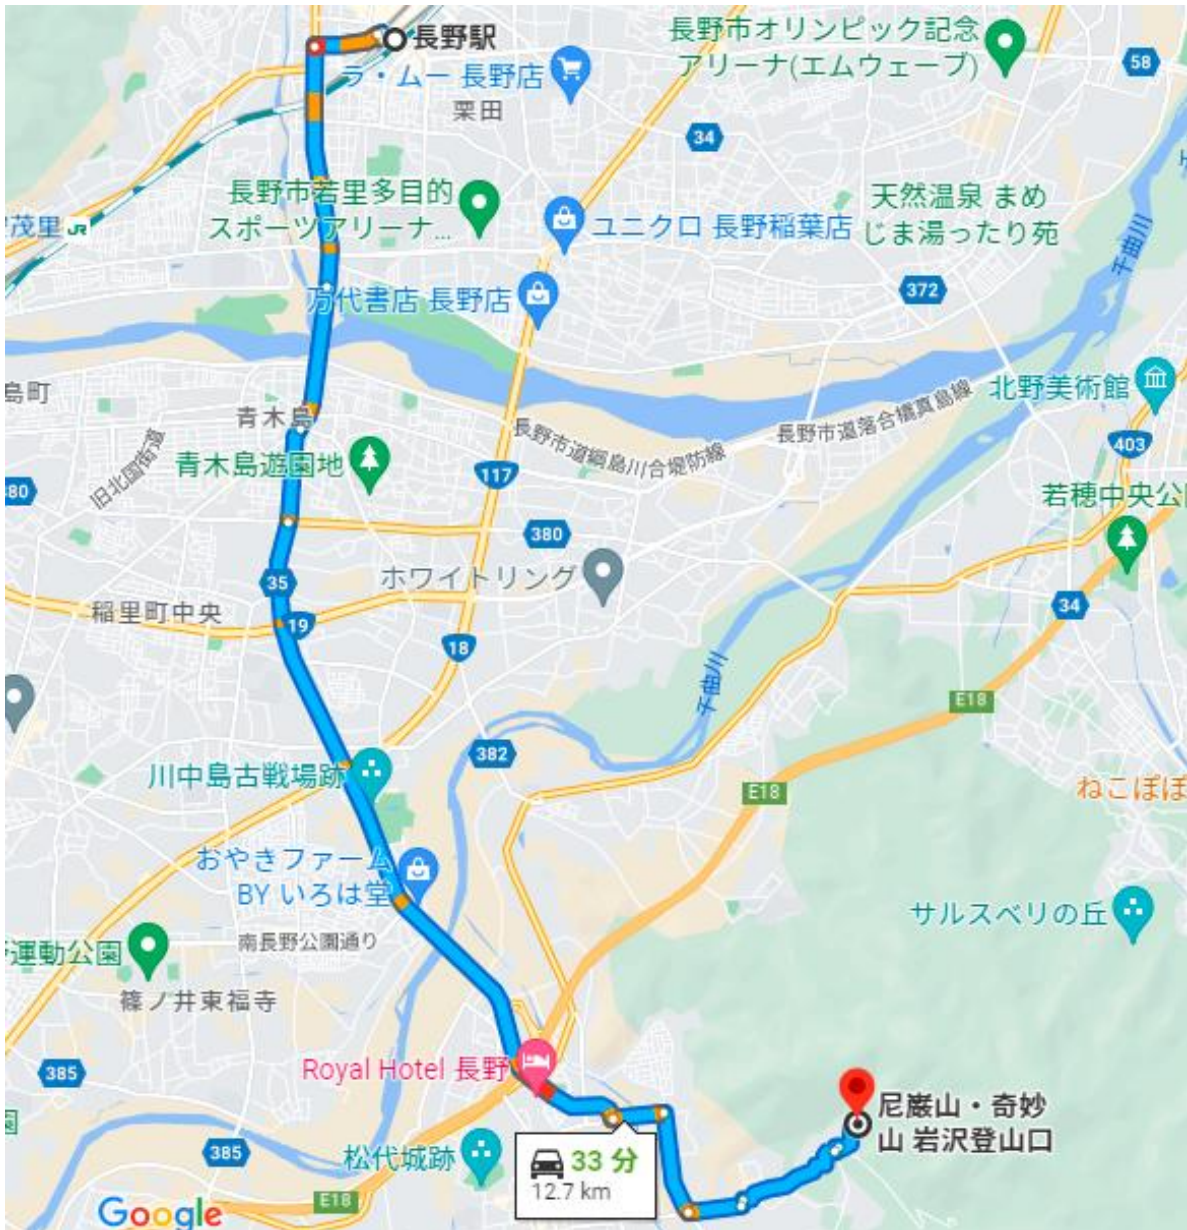 長野駅
長野市オリンピック記念
アリーナ(エムウェーブ)
58
ラ・ムー 長野店
栗田
34
長野市若里多目的
スポーツアリーナ...
天然温泉 まめ
じま湯ったり苑
茂里
JR
ユニクロ 長野稲葉店
千曲川
372
万代書店 長野店
島町
北野美術館
青木島
長野市道綱島川合堤防線
長野市道落合橋真島線
403
旧北国街道
青木島遊園地
117
80
若穂中央公
380
ホワイトリング
35
34
稲里町中央
19
18
千曲川
E18
382
川中島古戦場跡
E18
ねこぽぽ
おやきファーム
BY いろは堂
サルスベリの丘
運動公園
南長野公園通り
篠ノ井東福寺
Royal Hotel 長野
385
尼巌山・奇妙
山 岩沢登山口
385
松代城跡
33 分
12.7 km
E18
Google